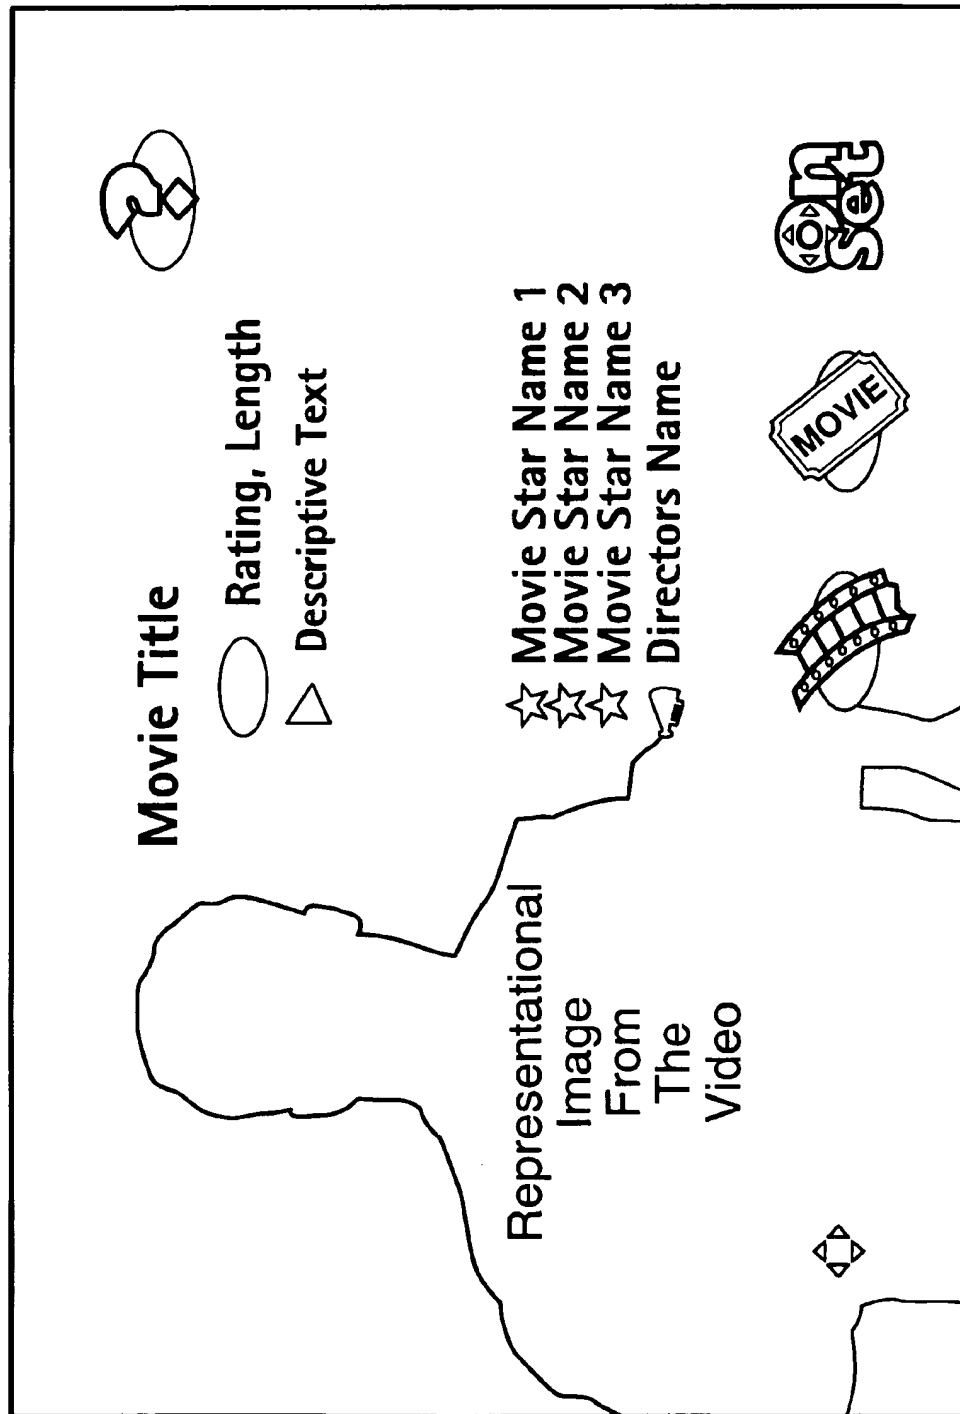 ?
Movie Title
Rating, Length
Descriptive Text
Movie Star Name 1
Movie Star Name 2
Movie Star Name 3
Directors Name
Representational
Image
From
The
Video
MOVIE
on
set